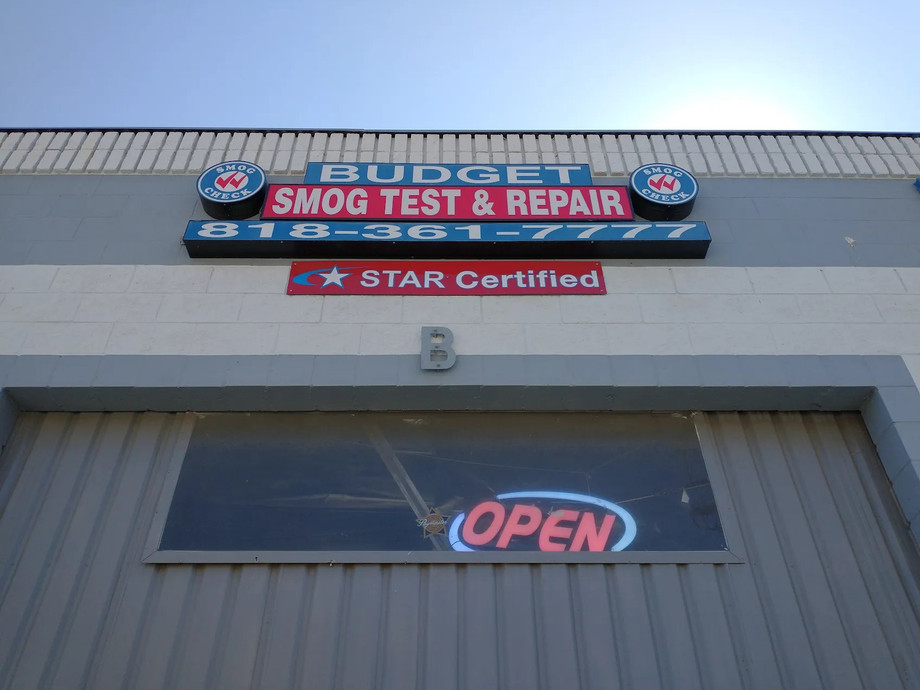 BUDGET
SMOG CHECK
SMOG TEST & REPAIR
SMOG CHECK
818-361-7777
STAR Certified
B
OPEN